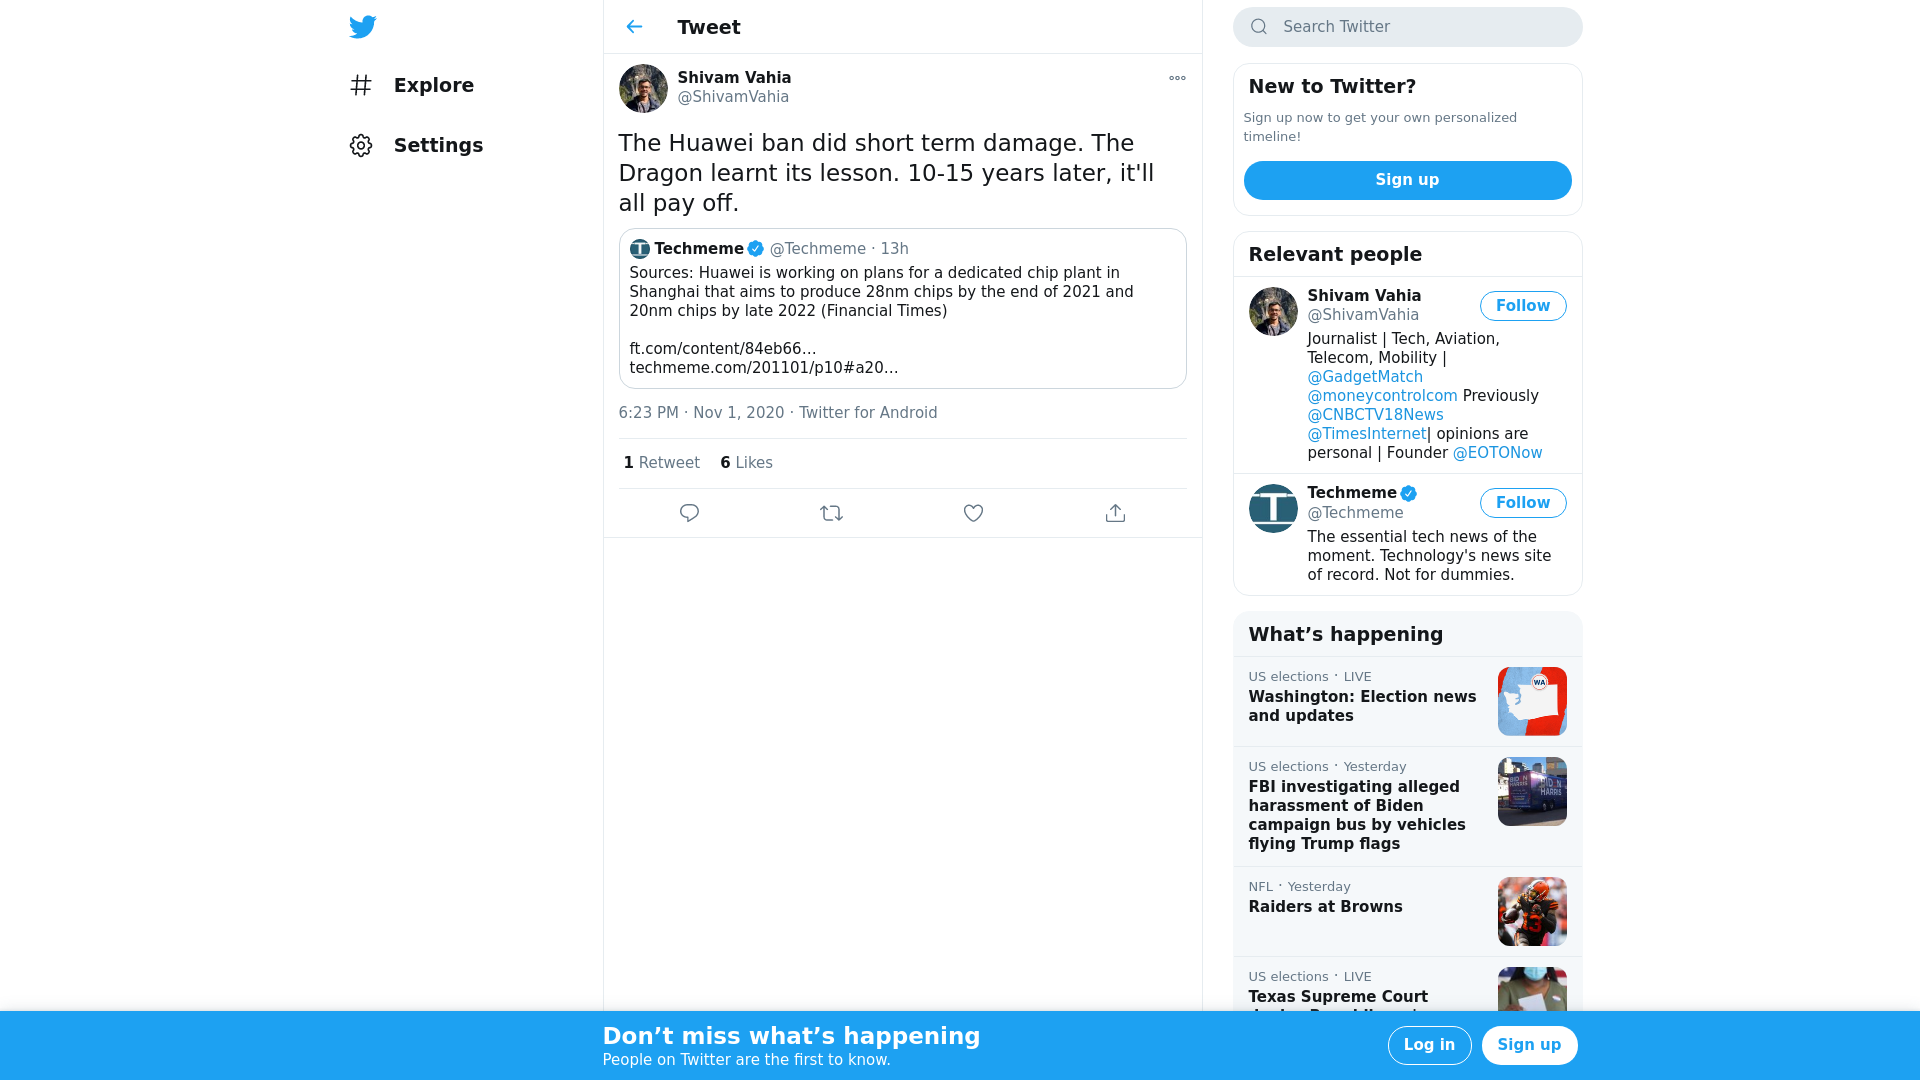 Explore
Settings
Tweet
Shivam Vahia
@ShivamVahia
The Huawei ban did short term damage. The
Dragon learnt its lesson. 10-15 years later, it'll
all pay off.
Techmeme @Techmeme · 13h
Sources: Huawei is working on plans for a dedicated chip plant in
Shanghai that aims to produce 28nm chips by the end of 2021 and
20nm chips by late 2022 (Financial Times)
ft.com/content/84eb66…
techmeme.com/201101/p10#a20…
6:23 PM · Nov 1, 2020 · Twitter for Android
1 Retweet 6 Likes
Search Twitter
New to Twitter?
Sign up now to get your own personalized
timeline!
Sign up
Relevant people
Shivam Vahia
@ShivamVahia
Follow
Journalist | Tech, Aviation,
Telecom, Mobility |
@GadgetMatch
@moneycontrolcom Previously
@CNBCTV18News
@TimesInternet| opinions are
personal | Founder @EOTONow
Techmeme
@Techmeme
Follow
The essential tech news of the
moment. Technology's news site
of record. Not for dummies.
What's happening
US elections · LIVE
Washington: Election news
and updates
WA
US elections · Yesterday
FBI investigating alleged
harassment of Biden
campaign bus by vehicles
flying Trump flags
NFL · Yesterday
Raiders at Browns
US elections · LIVE
Texas Supreme Court
Don't miss what's happening
People on Twitter are the first to know.
Log in
Sign up